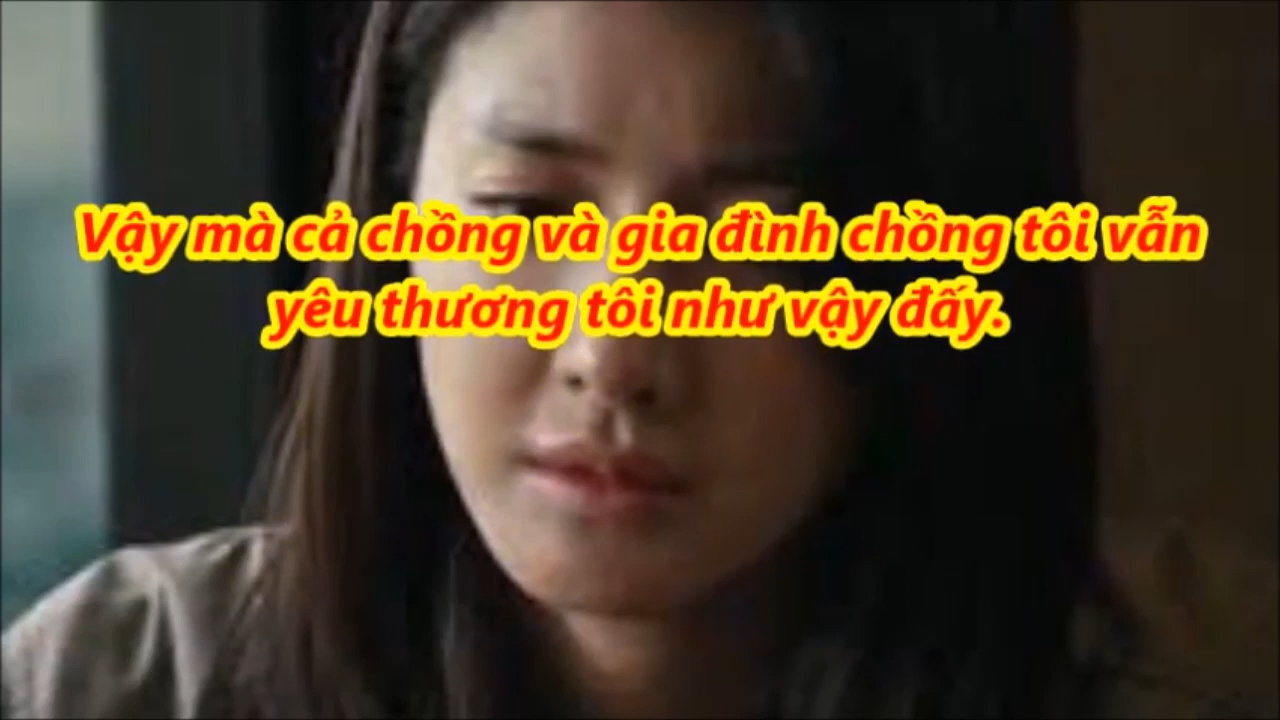 Vậy mà cả chồng và gia đình chồng tôi vẫn
yêu thương tôi như vậy đấy.